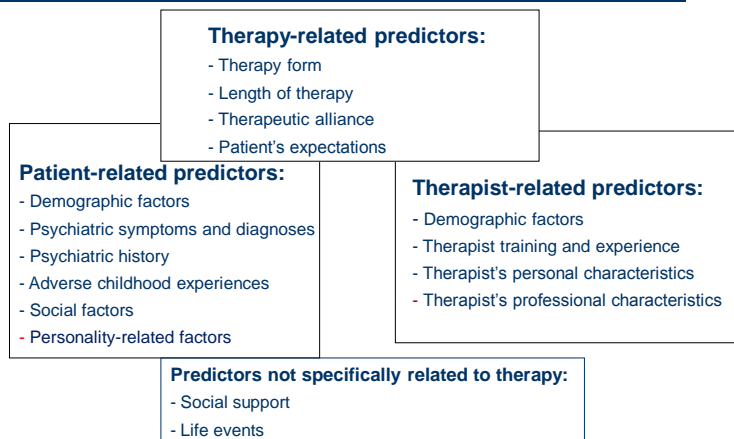 Therapy-related predictors:
- Therapy form
- Length of therapy
- Therapeutic alliance
- Patient's expectations
Patient-related predictors:
- Demographic factors
- Psychiatric symptoms and diagnoses
- Psychiatric history
- Adverse childhood experiences
- Social factors
- Personality-related factors
Therapist-related predictors:
- Demographic factors
- Therapist training and experience
- Therapist's personal characteristics
- Therapist's professional characteristics
Predictors not specifically related to therapy:
- Social support
- Life events